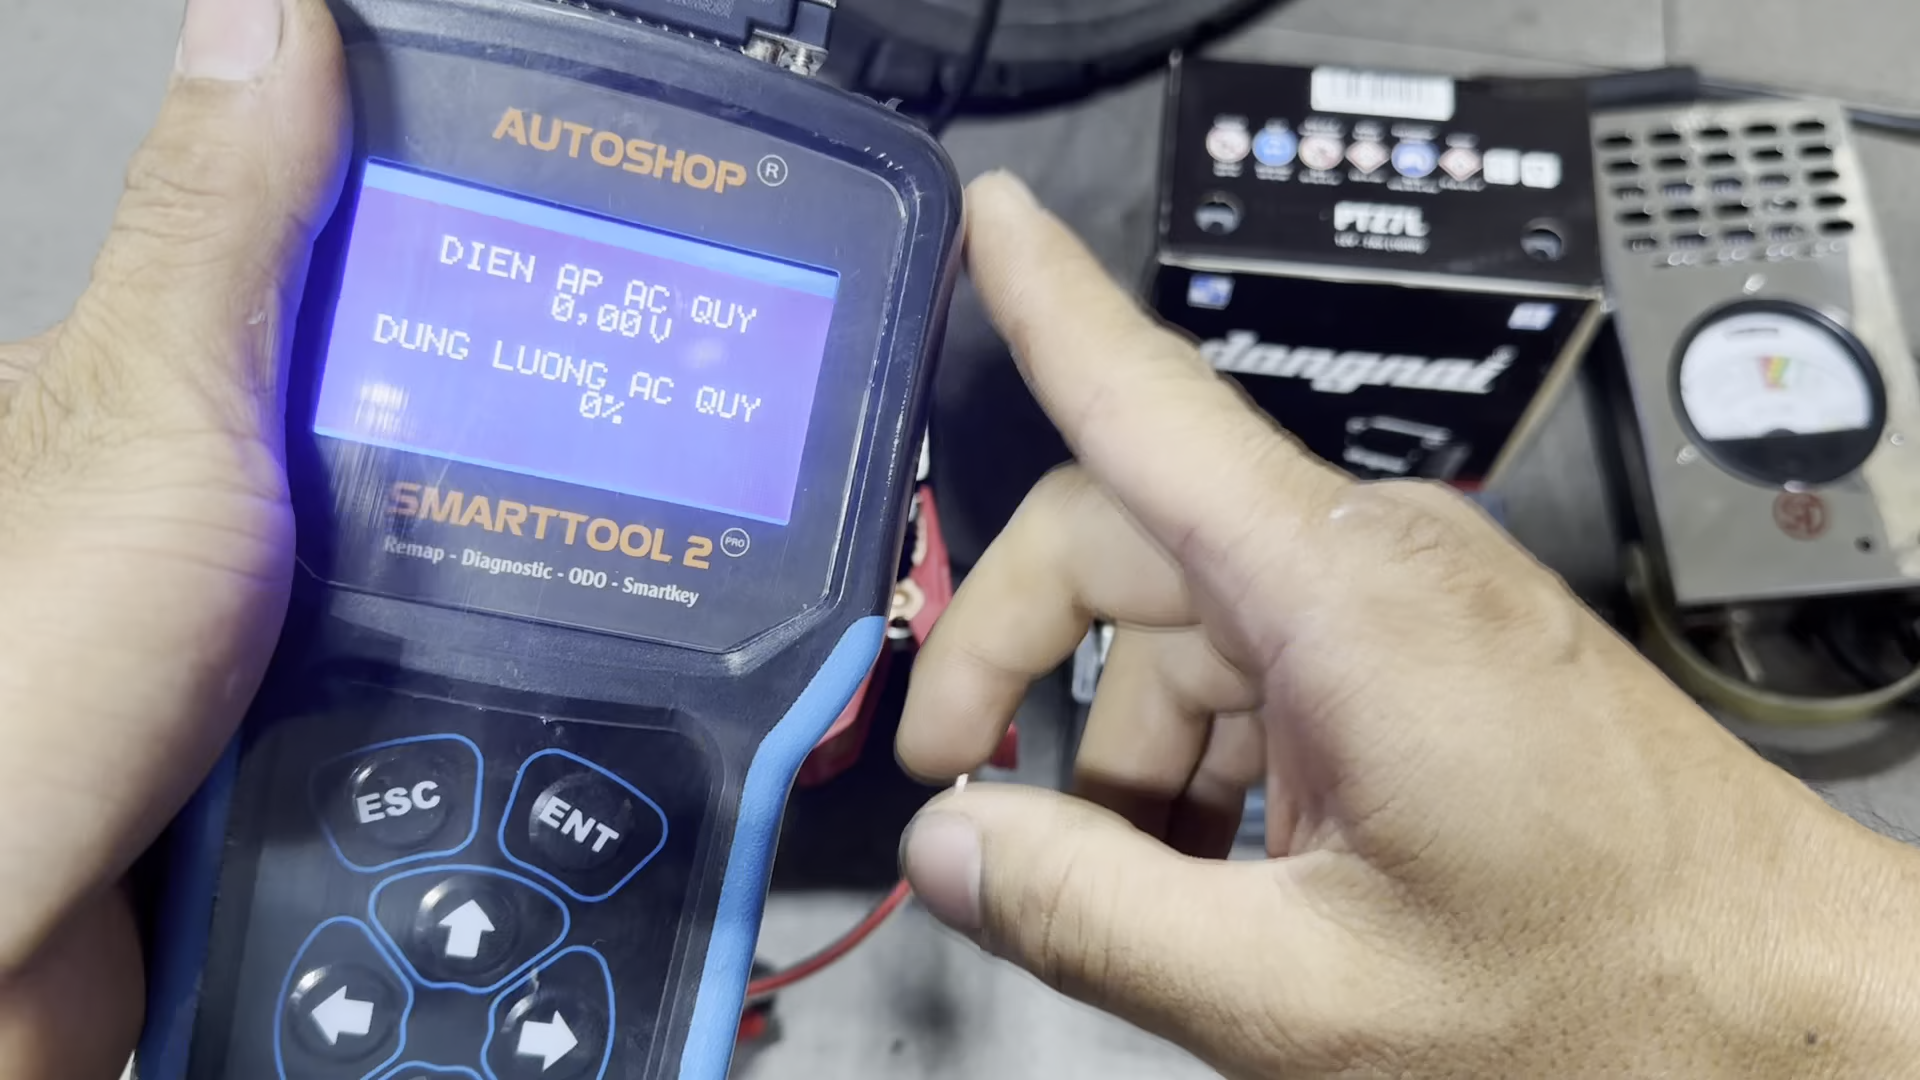 AUTOSHOP ®
DIEN AP AC QUY
0,00V
DUNG LUONG AC QUY
0%
SMARTTOOL 2 PRO
Remap - Diagnostic - ODO - Smartkey
ESC
ENT
dongnai